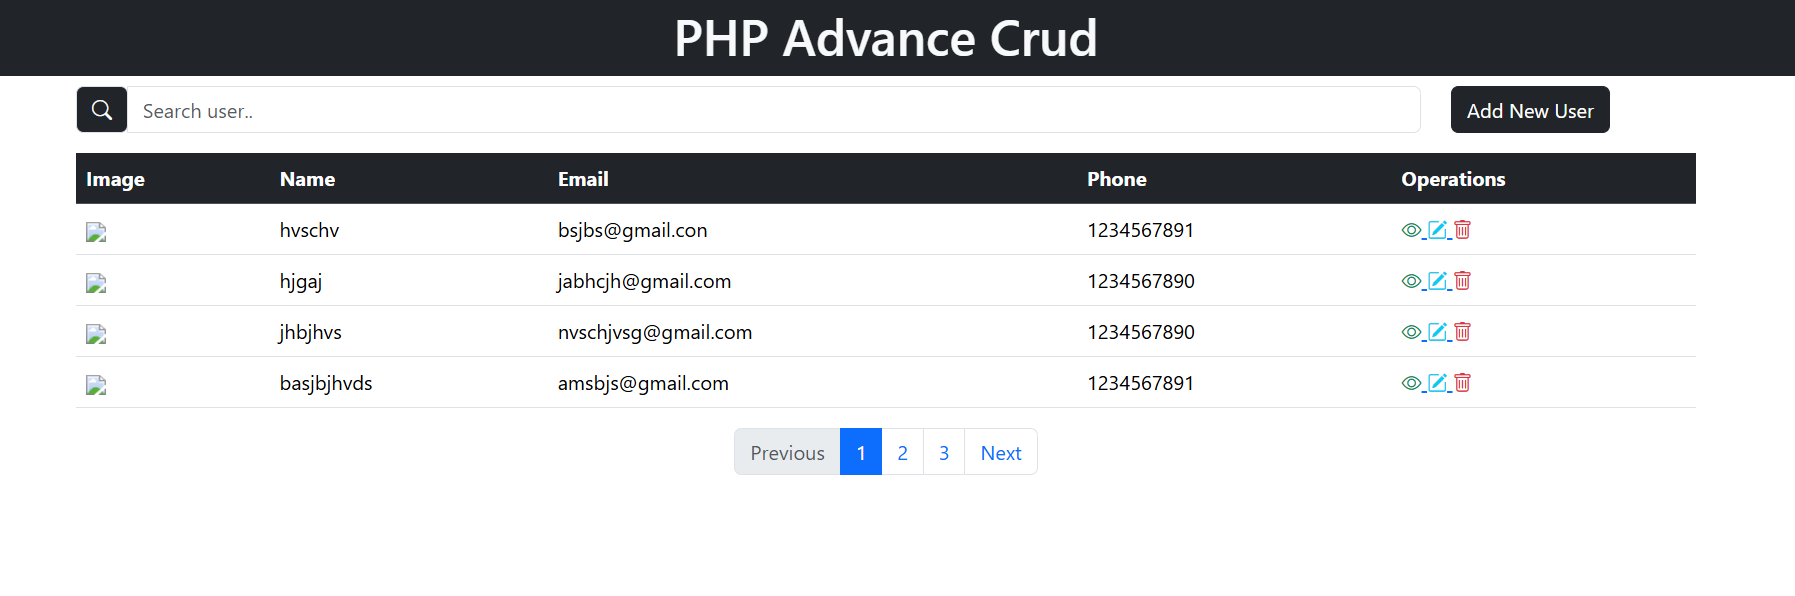 PHP Advance Crud
Search user..
Add New User
Image Name Email Phone Operations
hvschv bsjbs@gmail.con 1234567891
hjgaj jabhcjh@gmail.com 1234567890
jhbjhvs nvschjvsg@gmail.com 1234567890
basjbjhvds amsbjs@gmail.com 1234567891
Previous 1 2 3 Next